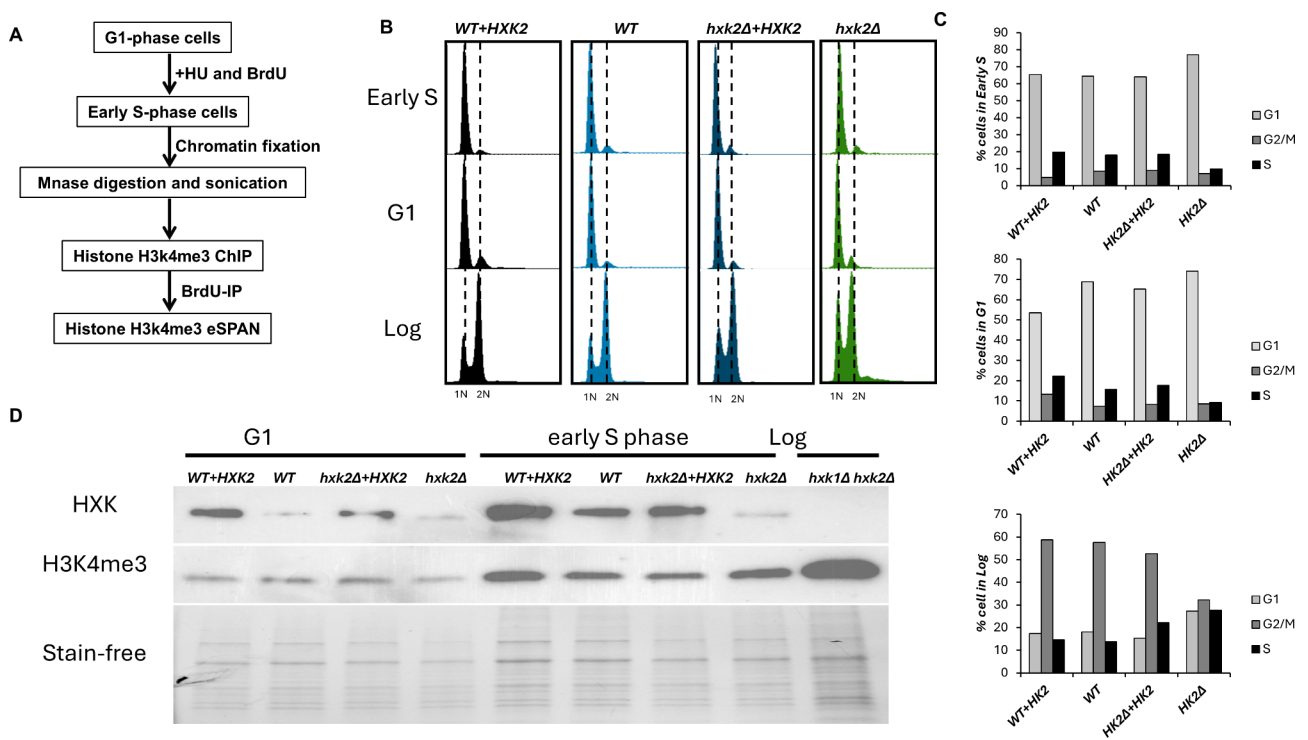 A
G1-phase cells
+HU and BrdU
Early S-phase cells
Chromatin fixation
Mnase digestion and sonication
Histone H3k4me3 ChIP
BrdU-IP
Histone H3k4me3 eSPAN
B
WT+HXK2 WT hxk2Δ+HXK2 hxk2Δ
Early S
G1
Log
1N 2N 1N 2N 1N 2N 1N 2N
C
% cells in Early S
90
80
70
60
50
40
30
20
10
0
WT+HK2 WT HK2Δ+HK2 HK2Δ
G1
G2/M
S
% cells in G1
80
70
60
50
40
30
20
10
0
WT+HK2 WT HK2Δ+HK2 HK2Δ
G1
G2/M
S
% cell in Log
70
60
50
40
30
20
10
0
WT+HK2 WT HK2Δ+HK2 HK2Δ
G1
G2/M
S
D
G1 early S phase Log
WT+HXK2 WT hxk2Δ+HXK2 hxk2Δ WT+HXK2 WT hxk2Δ+HXK2 hxk2Δ hxk1Δ hxk2Δ
HXK
H3K4me3
Stain-free